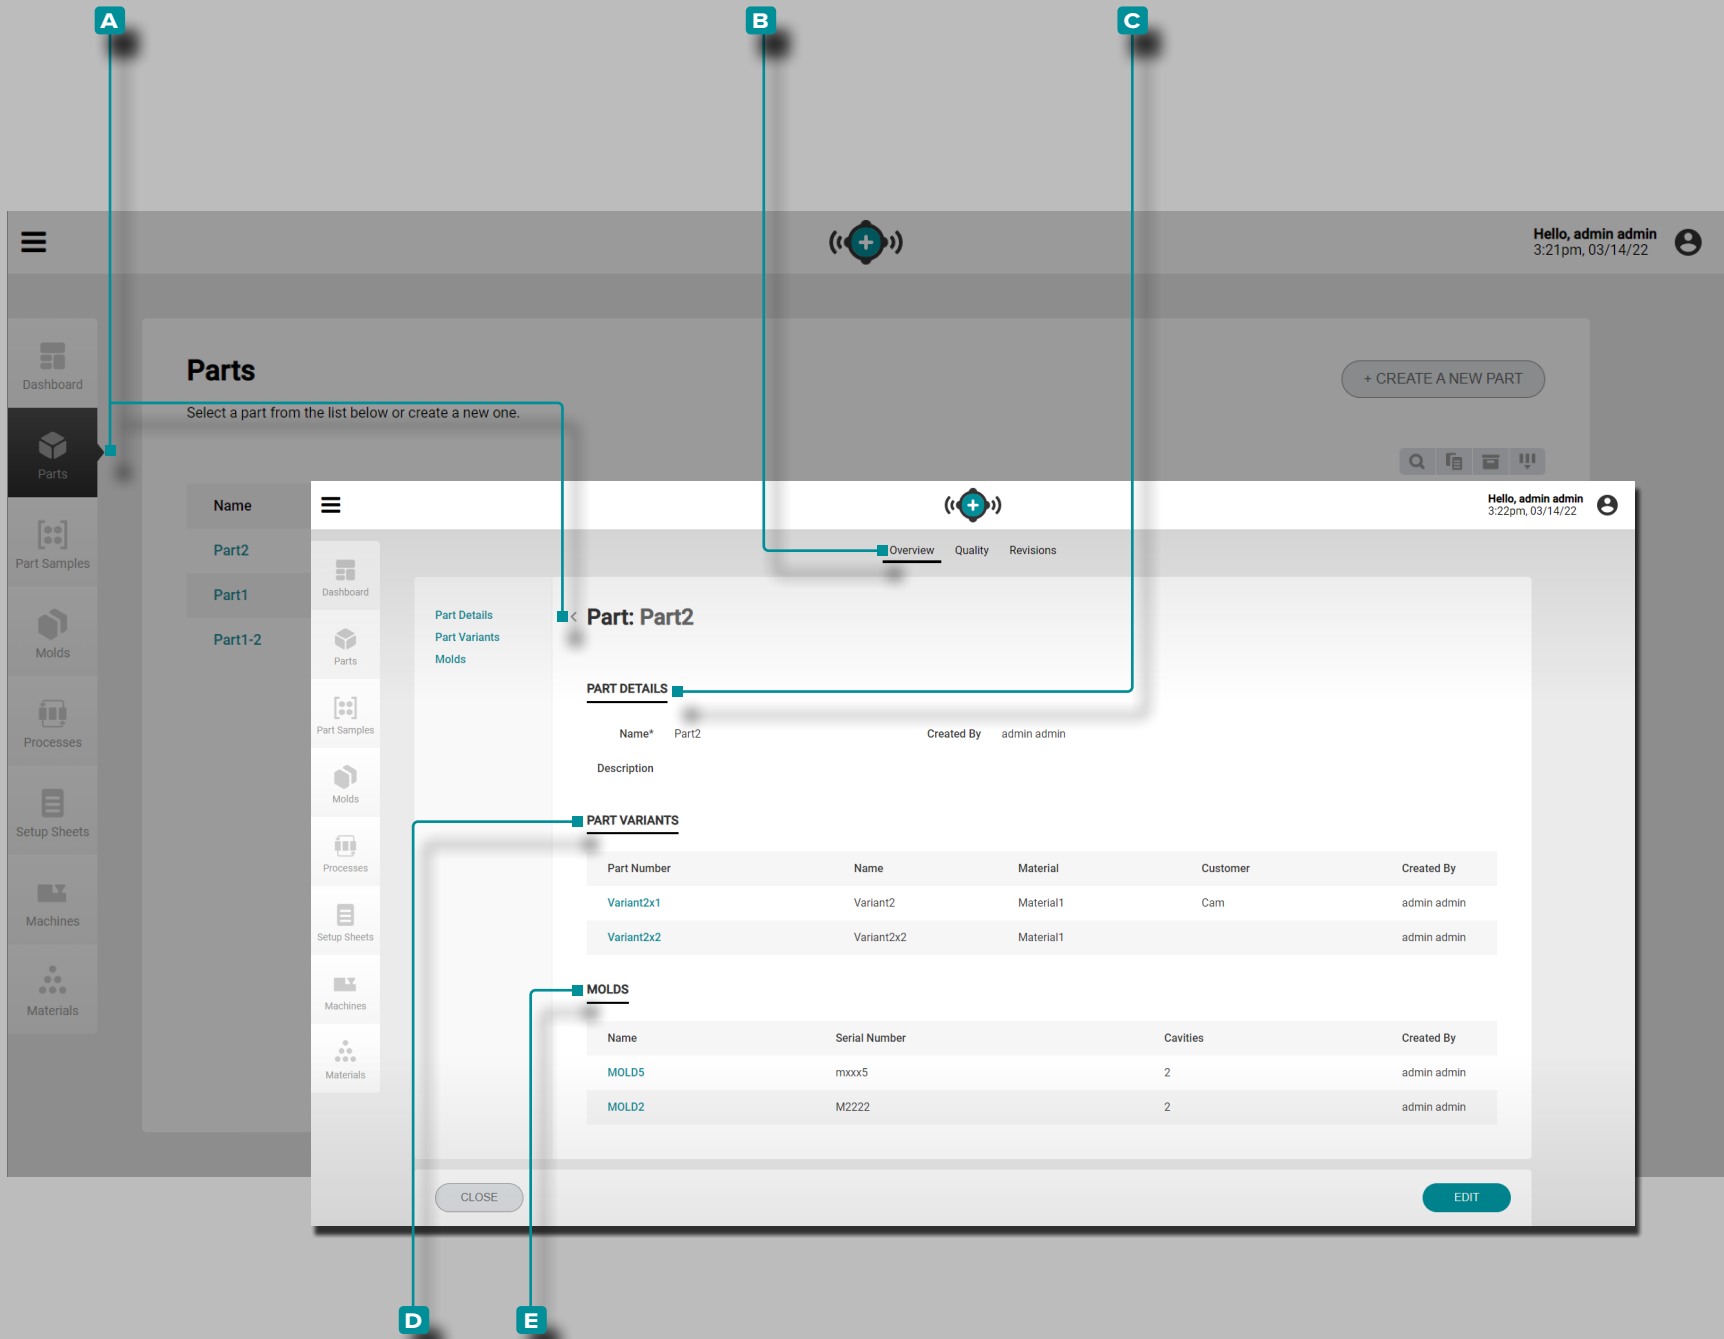 A B C
Hello, admin admin
3:21pm, 03/14/22
Dashboard
Parts
Part Samples
Molds
Processes
Setup Sheets
Machines
Materials
Parts
+ CREATE A NEW PART
Select a part from the list below or create a new one.
Name
Part2
Part1
Part1-2
Hello, admin admin
3:22pm, 03/14/22
Overview Quality Revisions
Dashboard
Parts
Part Samples
Molds
Processes
Setup Sheets
Machines
Materials
Part Details
Part Variants
Molds
< Part: Part2
PART DETAILS
Name* Part2 Created By admin admin
Description
PART VARIANTS
Part Number Name Material Customer Created By
Variant2x1 Variant2 Material1 Cam admin admin
Variant2x2 Variant2x2 Material1 admin admin
MOLDS
Name Serial Number Cavities Created By
MOLD5 mxxx5 2 admin admin
MOLD2 M2222 2 admin admin
CLOSE EDIT
D E